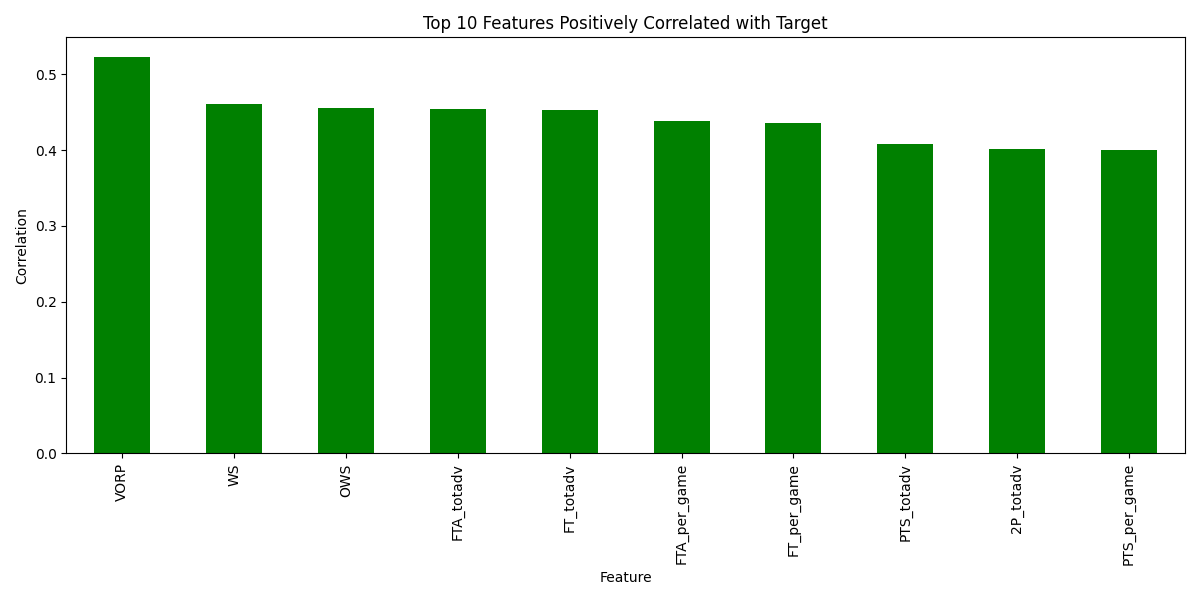 Top 10 Features Positively Correlated with Target
Correlation
0.5
0.4
0.3
0.2
0.1
0.0
VORP
WS
OWS
FTA_totadv
FT_totadv
FTA_per_game
FT_per_game
PTS_totadv
2P_totadv
PTS_per_game
Feature